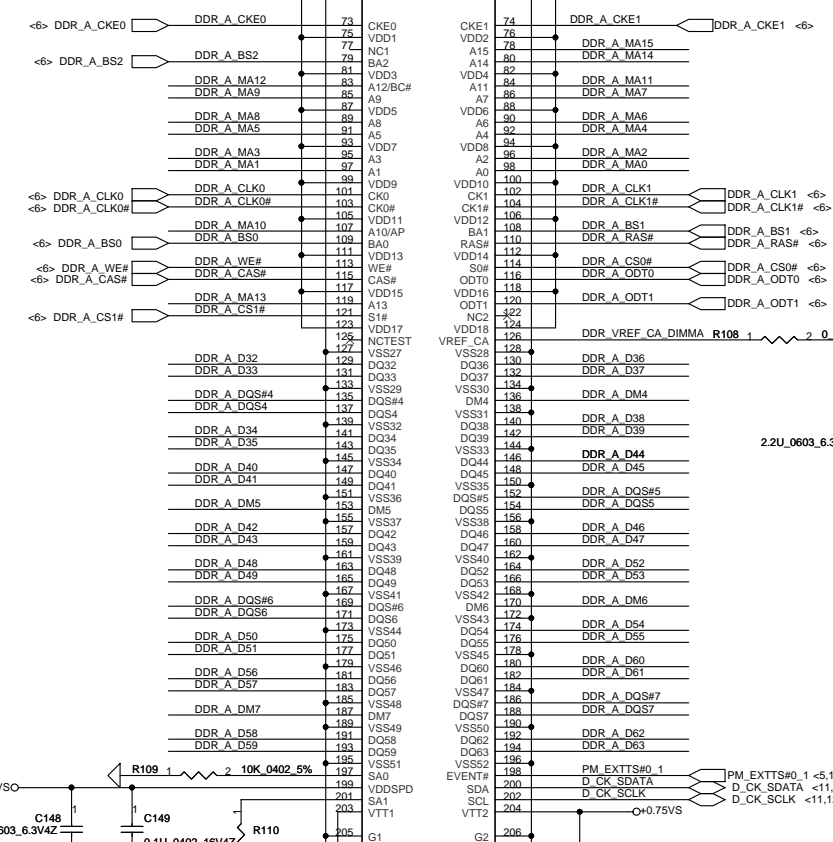 <6> DDR_A_CKE0 DDR_A_CKE0 73 CKE0 CKE1 74 DDR_A_CKE1 DDR_A_CKE1 <6>
75 VDD1 VDD2 76
77 NC1 A15 78 DDR_A_MA15
<6> DDR_A_BS2 DDR_A_BS2 79 BA2 A14 80 DDR_A_MA14
81 VDD3 VDD4 82
DDR_A_MA12 83 A12/BC# A11 84 DDR_A_MA11
DDR_A_MA9 85 A9 A7 86 DDR_A_MA7
87 VDD5 VDD6 88
DDR_A_MA8 89 A8 A6 90 DDR_A_MA6
DDR_A_MA5 91 A5 A4 92 DDR_A_MA4
93 VDD7 VDD8 94
DDR_A_MA3 95 A3 A2 96 DDR_A_MA2
DDR_A_MA1 97 A1 A0 98 DDR_A_MA0
99 VDD9 VDD10 100
<6> DDR_A_CLK0 DDR_A_CLK0 101 CK0 CK1 102 DDR_A_CLK1 DDR_A_CLK1 <6>
<6> DDR_A_CLK0# DDR_A_CLK0# 103 CK0# CK1# 104 DDR_A_CLK1# DDR_A_CLK1# <6>
105 VDD11 VDD12 106
DDR_A_MA10 107 A10/AP BA1 108 DDR_A_BS1 DDR_A_BS1 <6>
<6> DDR_A_BS0 DDR_A_BS0 109 BA0 RAS# 110 DDR_A_RAS# DDR_A_RAS# <6>
111 VDD13 VDD14 112
<6> DDR_A_WE# DDR_A_WE# 113 WE# S0# 114 DDR_A_CS0# DDR_A_CS0# <6>
<6> DDR_A_CAS# DDR_A_CAS# 115 CAS# ODT0 116 DDR_A_ODT0 DDR_A_ODT0 <6>
117 VDD15 VDD16 118
DDR_A_MA13 119 A13 ODT1 120 DDR_A_ODT1 DDR_A_ODT1 <6>
<6> DDR_A_CS1# DDR_A_CS1# 121 S1# NC2 122
123 VDD17 VDD18 124
125 NCTEST VREF_CA 126 DDR_VREF_CA_DIMMA R108 1 2 0_
127 VSS27 VSS28 128
DDR_A_D32 129 DQ32 DQ36 130 DDR_A_D36
DDR_A_D33 131 DQ33 DQ37 132 DDR_A_D37
133 VSS29 VSS30 134
DDR_A_DQS#4 135 DQS#4 DM4 136 DDR_A_DM4
DDR_A_DQS4 137 DQS4 VSS31 138
139 VSS32 DQ38 140 DDR_A_D38
DDR_A_D34 141 DQ34 DQ39 142 DDR_A_D39
DDR_A_D35 143 DQ35 VSS33 144 2.2U_0603_6.3
145 VSS34 DQ44 146 DDR_A_D44
DDR_A_D40 147 DQ40 DQ45 148 DDR_A_D45
DDR_A_D41 149 DQ41 VSS35 150
151 VSS36 DQS#5 152 DDR_A_DQS#5
DDR_A_DM5 153 DM5 DQS5 154 DDR_A_DQS5
155 VSS37 VSS38 156
DDR_A_D42 157 DQ42 DQ46 158 DDR_A_D46
DDR_A_D43 159 DQ43 DQ47 160 DDR_A_D47
161 VSS39 VSS40 162
DDR_A_D48 163 DQ48 DQ52 164 DDR_A_D52
DDR_A_D49 165 DQ49 DQ53 166 DDR_A_D53
167 VSS41 VSS42 168
DDR_A_DQS#6 169 DQS#6 DM6 170 DDR_A_DM6
DDR_A_DQS6 171 DQS6 VSS43 172
173 VSS44 DQ54 174 DDR_A_D54
DDR_A_D50 175 DQ50 DQ55 176 DDR_A_D55
DDR_A_D51 177 DQ51 VSS45 178
179 VSS46 DQ60 180 DDR_A_D60
DDR_A_D56 181 DQ56 DQ61 182 DDR_A_D61
DDR_A_D57 183 DQ57 VSS47 184
185 VSS48 DQS#7 186 DDR_A_DQS#7
DDR_A_DM7 187 DM7 DQS7 188 DDR_A_DQS7
189 VSS49 VSS50 190
DDR_A_D58 191 DQ58 DQ62 192 DDR_A_D62
DDR_A_D59 193 DQ59 DQ63 194 DDR_A_D63
195 VSS51 VSS52 196
R109 1 2 10K_0402_5% 197 SA0 EVENT# 198 PM_EXTTS#0_1 PM_EXTTS#0_1 <5,1
VS 199 VDDSPD SDA 200 D_CK_SDATA D_CK_SDATA <11,
201 SA1 SCL 202 D_CK_SCLK D_CK_SCLK <11,1
203 VTT1 VTT2 204 +0.75VS
C148 1 C149 1 1 R110
603_6.3V4Z 0.1U_0402_16V4Z 205 G1 G2 206